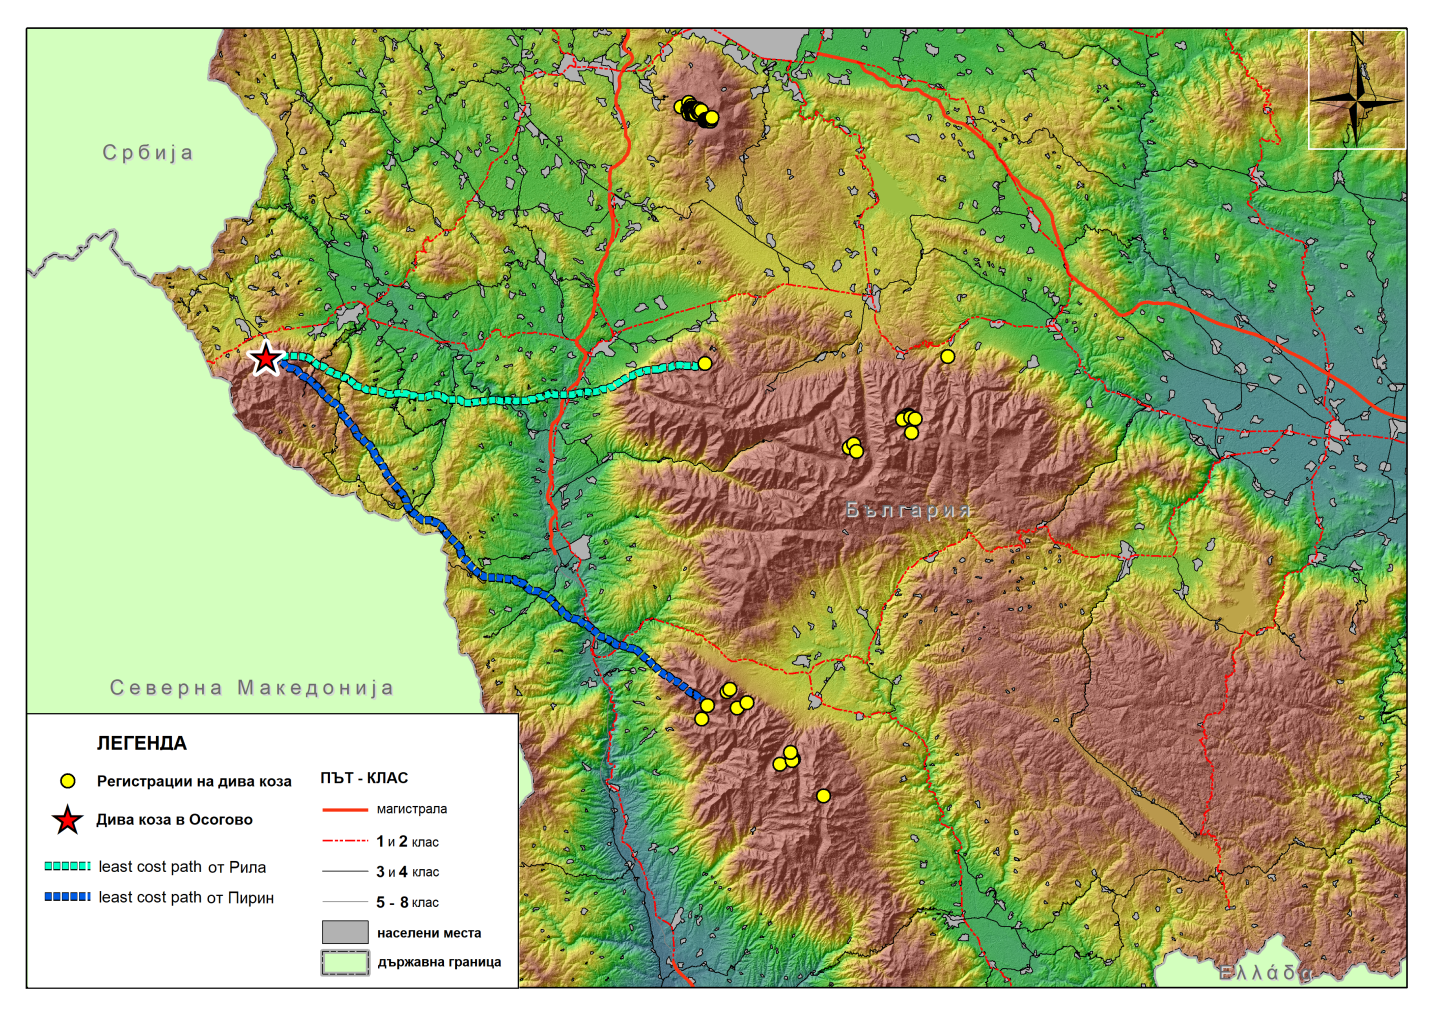 N
Србија
България
Северна Македонија
Ελλάδα
ЛЕГЕНДА
Регистрации на дива коза
Дива коза в Осогово
least cost path от Рила
least cost path от Пирин
ПЪТ - КЛАС
магистрала
1 и 2 клас
3 и 4 клас
5 - 8 клас
населени места
държавна граница